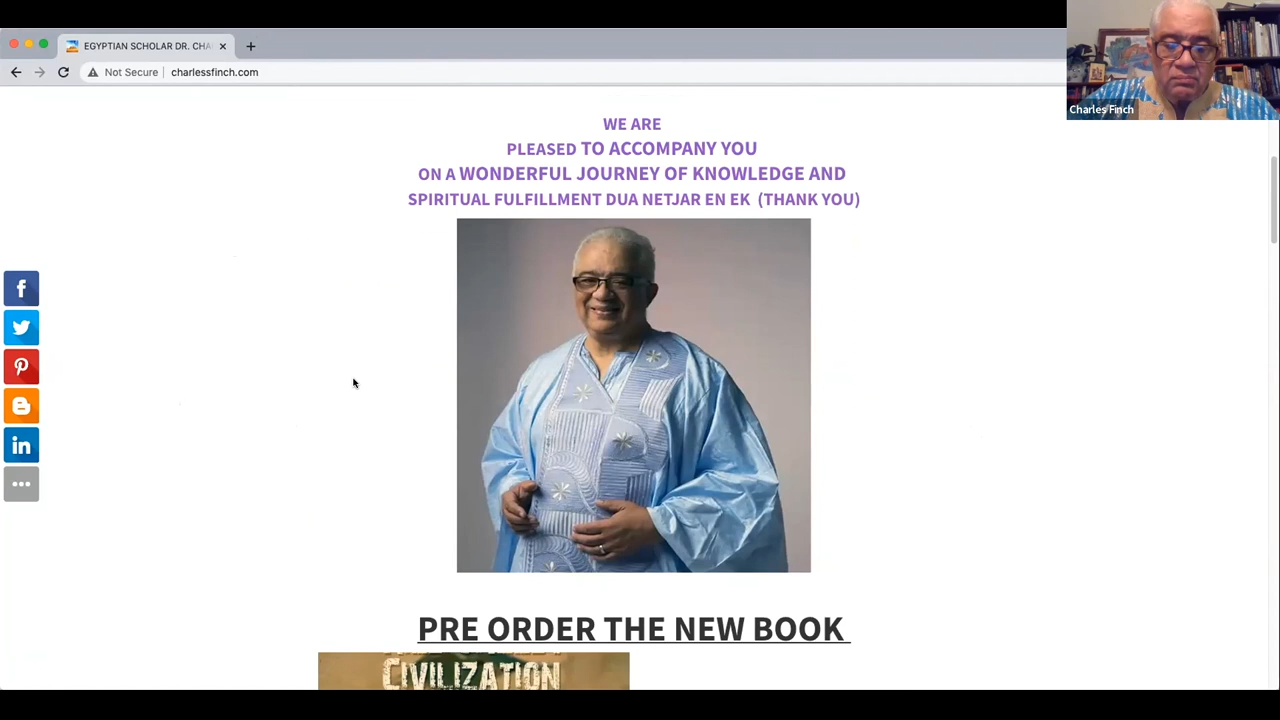 EGYPTIAN SCHOLAR DR. CHA
Not Secure
charlessfinch.com
Charles Finch
WE ARE
PLEASED TO ACCOMPANY YOU
ON A WONDERFUL JOURNEY OF KNOWLEDGE AND
SPIRITUAL FULFILLMENT DUA NETJAR EN EK (THANK YOU)
PRE ORDER THE NEW BOOK
CIVILIZATION